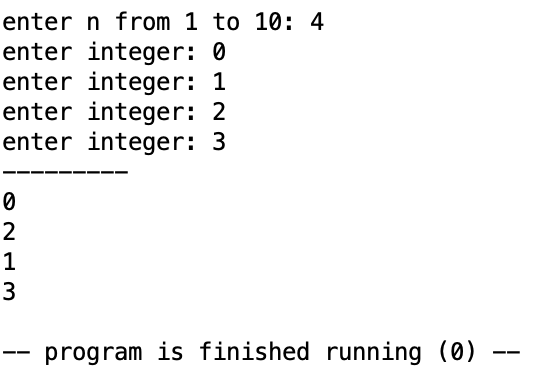 enter n from 1 to 10: 4
enter integer: 0
enter integer: 1
enter integer: 2
enter integer: 3
---------
0
2
1
3
-- program is finished running (0) --